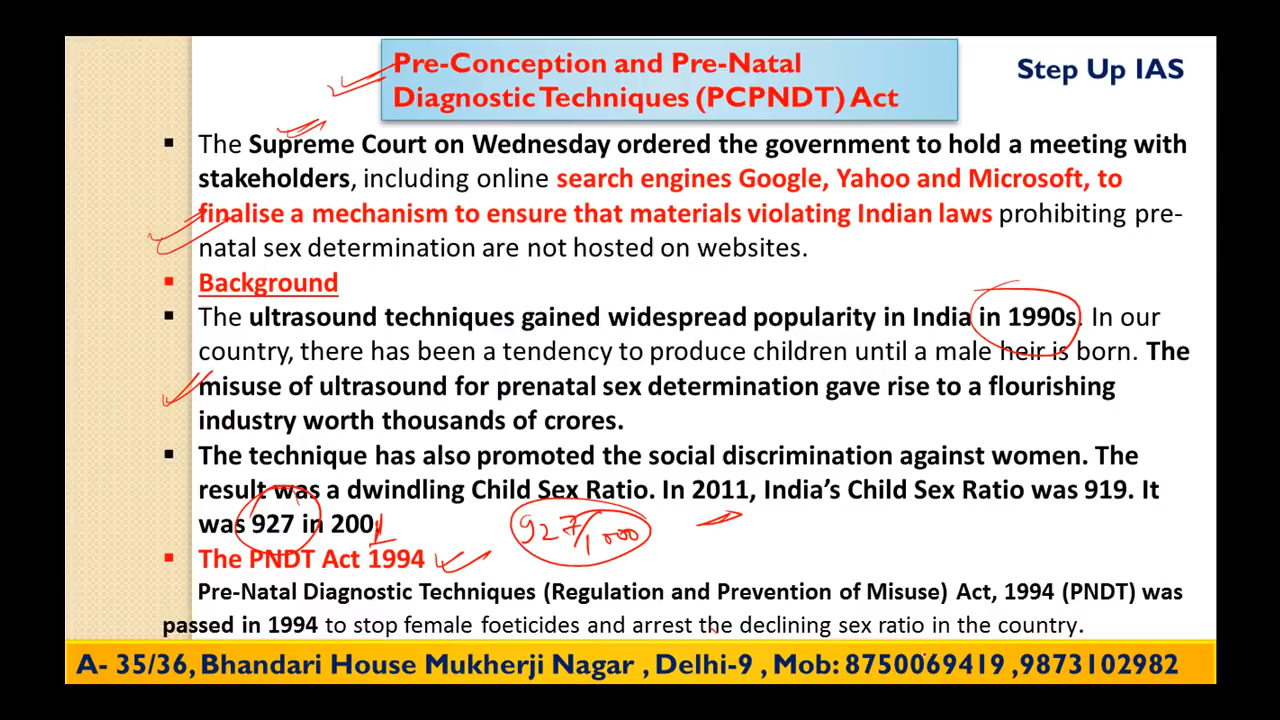 Pre-Conception and Pre-Natal
Diagnostic Techniques (PCPNDT) Act
Step Up IAS
▪ The Supreme Court on Wednesday ordered the government to hold a meeting with
stakeholders, including online search engines Google, Yahoo and Microsoft, to
finalise a mechanism to ensure that materials violating Indian laws prohibiting pre-
natal sex determination are not hosted on websites.
▪ Background
▪ The ultrasound techniques gained widespread popularity in India in 1990s. In our
country, there has been a tendency to produce children until a male heir is born. The
misuse of ultrasound for prenatal sex determination gave rise to a flourishing
industry worth thousands of crores.
▪ The technique has also promoted the social discrimination against women. The
result was a dwindling Child Sex Ratio. In 2011, India's Child Sex Ratio was 919. It
was 927 in 2001
927/1000
▪ The PNDT Act 1994
Pre-Natal Diagnostic Techniques (Regulation and Prevention of Misuse) Act, 1994 (PNDT) was
passed in 1994 to stop female foeticides and arrest the declining sex ratio in the country.
A- 35/36, Bhandari House Mukherji Nagar , Delhi-9 , Mob: 8750069419 ,9873102982